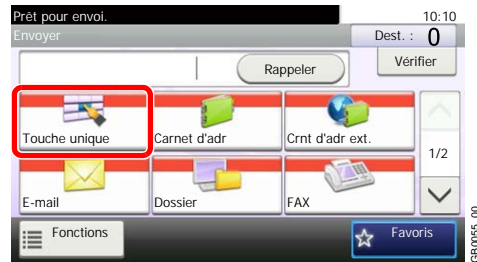 Prêt pour envoi.
10:10
Envoyer
Dest. : 0
Rappeler
Vérifier
Touche unique
Carnet d'adr
Crnt d'adr ext.
1/2
E-mail
Dossier
FAX
Fonctions
Favoris
GB0055_00